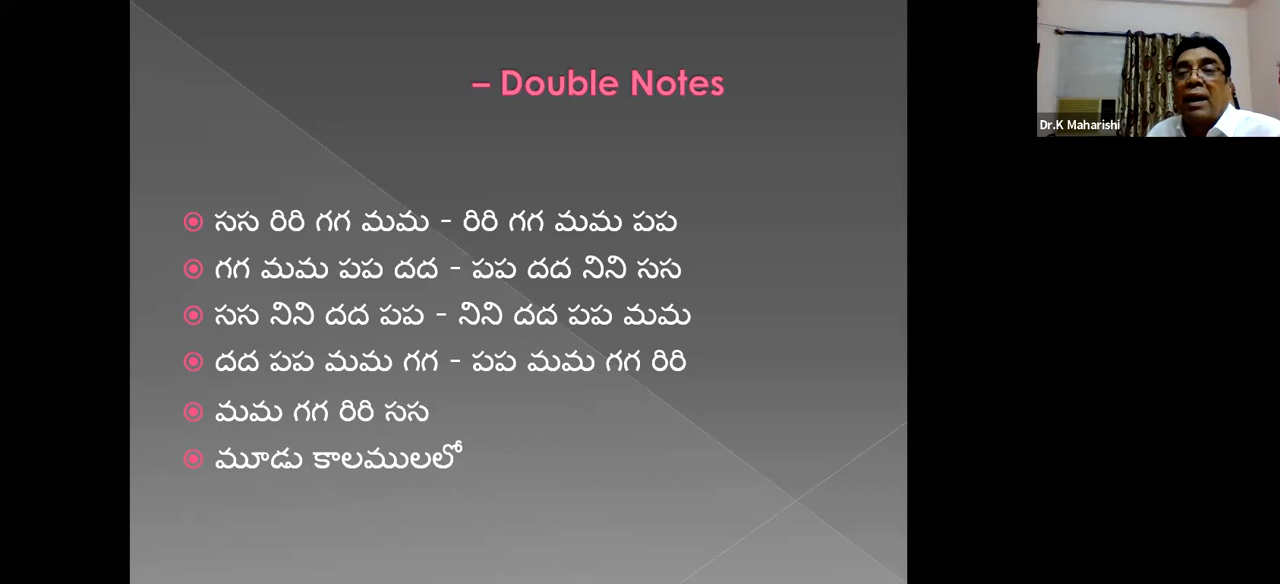 – Double Notes
సస రిరి గగ మమ - రిరి గగ మమ పప
గగ మమ పప దద - పప దద నిని సస
సస నిని దద పప - నిని దద పప మమ
దద పప మమ గగ - పప మమ గగ రిరి
మమ గగ రిరి సస
మూడు కాలములలో
Dr.K Maharishi